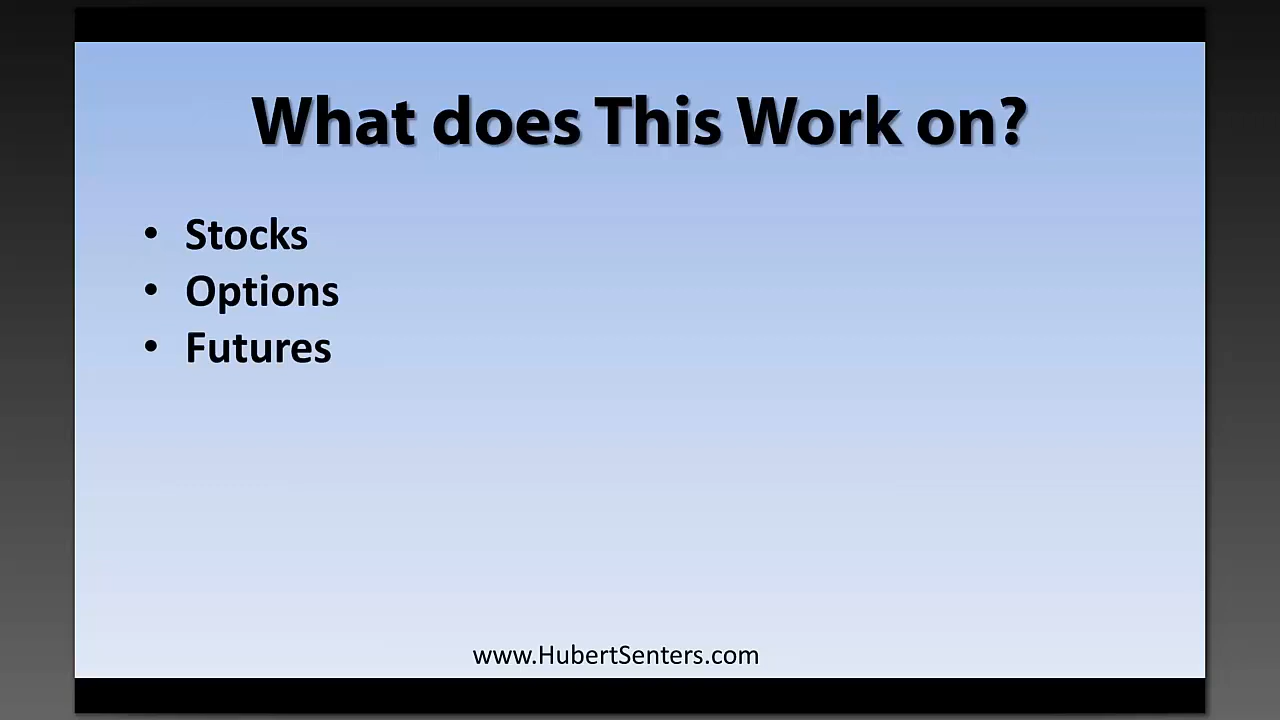 What does This Work on?
• Stocks
• Options
• Futures
www.HubertSenters.com